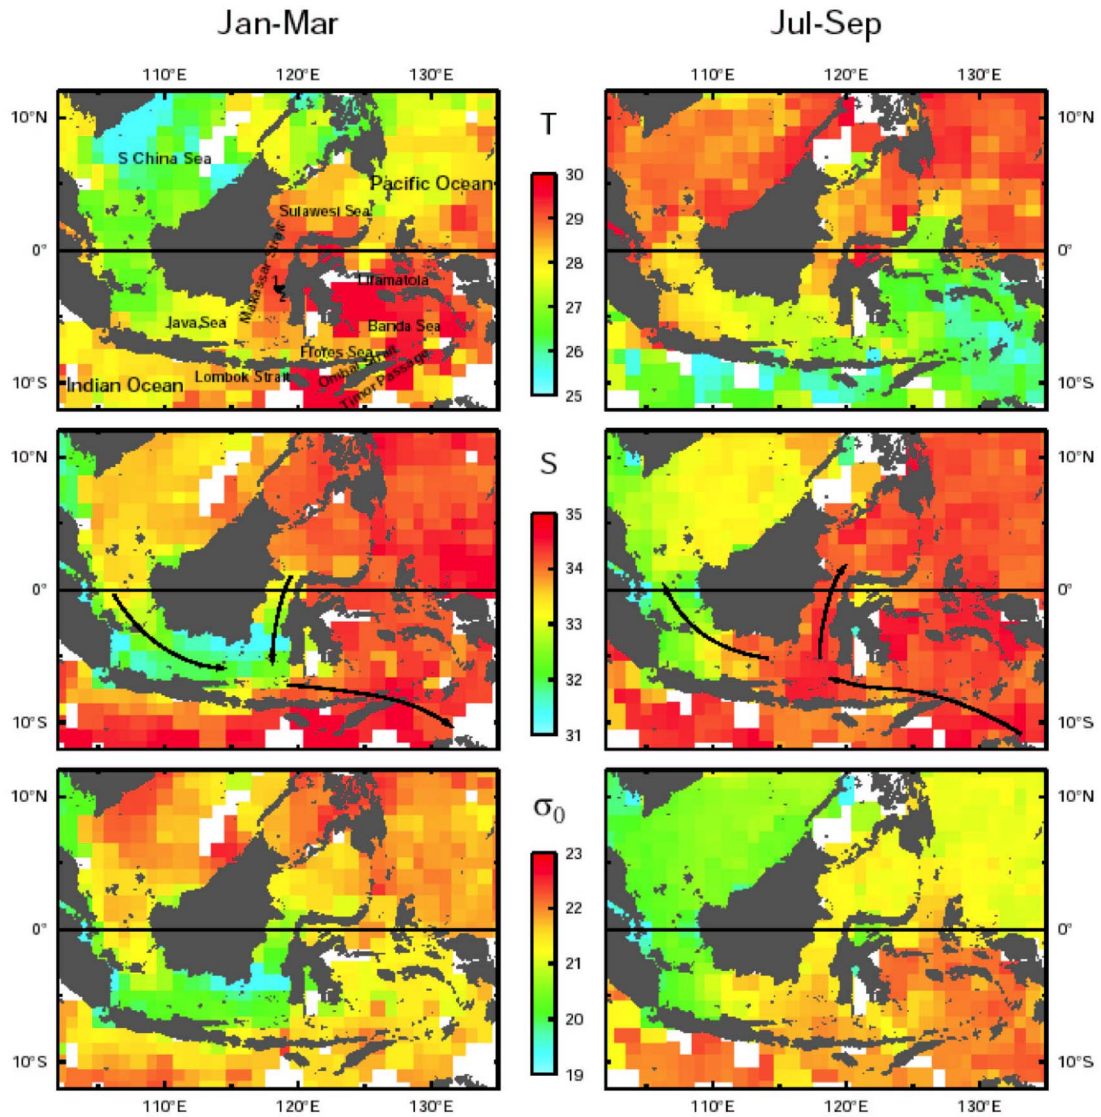 Jan-Mar
Jul-Sep
110°E 120°E 130°E
110°E 120°E 130°E
T
10°N
0°
10°S
10°N
0°
10°S
S China Sea
Pacific Ocean
Sulawesi Sea
Makassar Strait
1
2
Lifamatola
Java Sea
Banda Sea
Flores Sea
Ombai Strait
Timor Passage
Lombok Strait
Indian Ocean
30
29
28
27
26
25
S
10°N
0°
10°S
10°N
0°
10°S
35
34
33
32
31
σ0
10°N
0°
10°S
10°N
0°
10°S
23
22
21
20
19
110°E 120°E 130°E
110°E 120°E 130°E